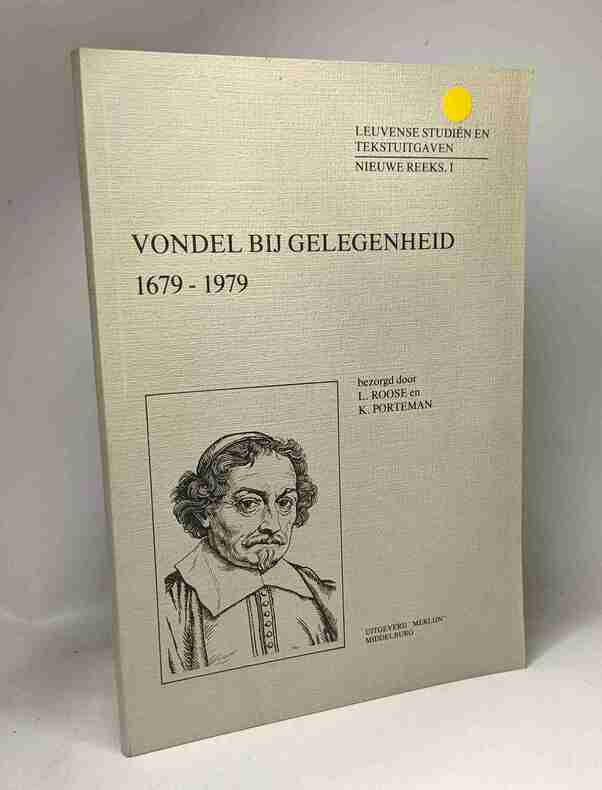 LEUVENSE STUDIËN EN
TEKSTUITGAVEN
NIEUWE REEKS. I
VONDEL BIJ GELEGENHEID
1679 - 1979
bezorgd door
L. ROOSE en
K. PORTEMAN
UITGEVERIJ "MERLIJN"
MIDDELBURG